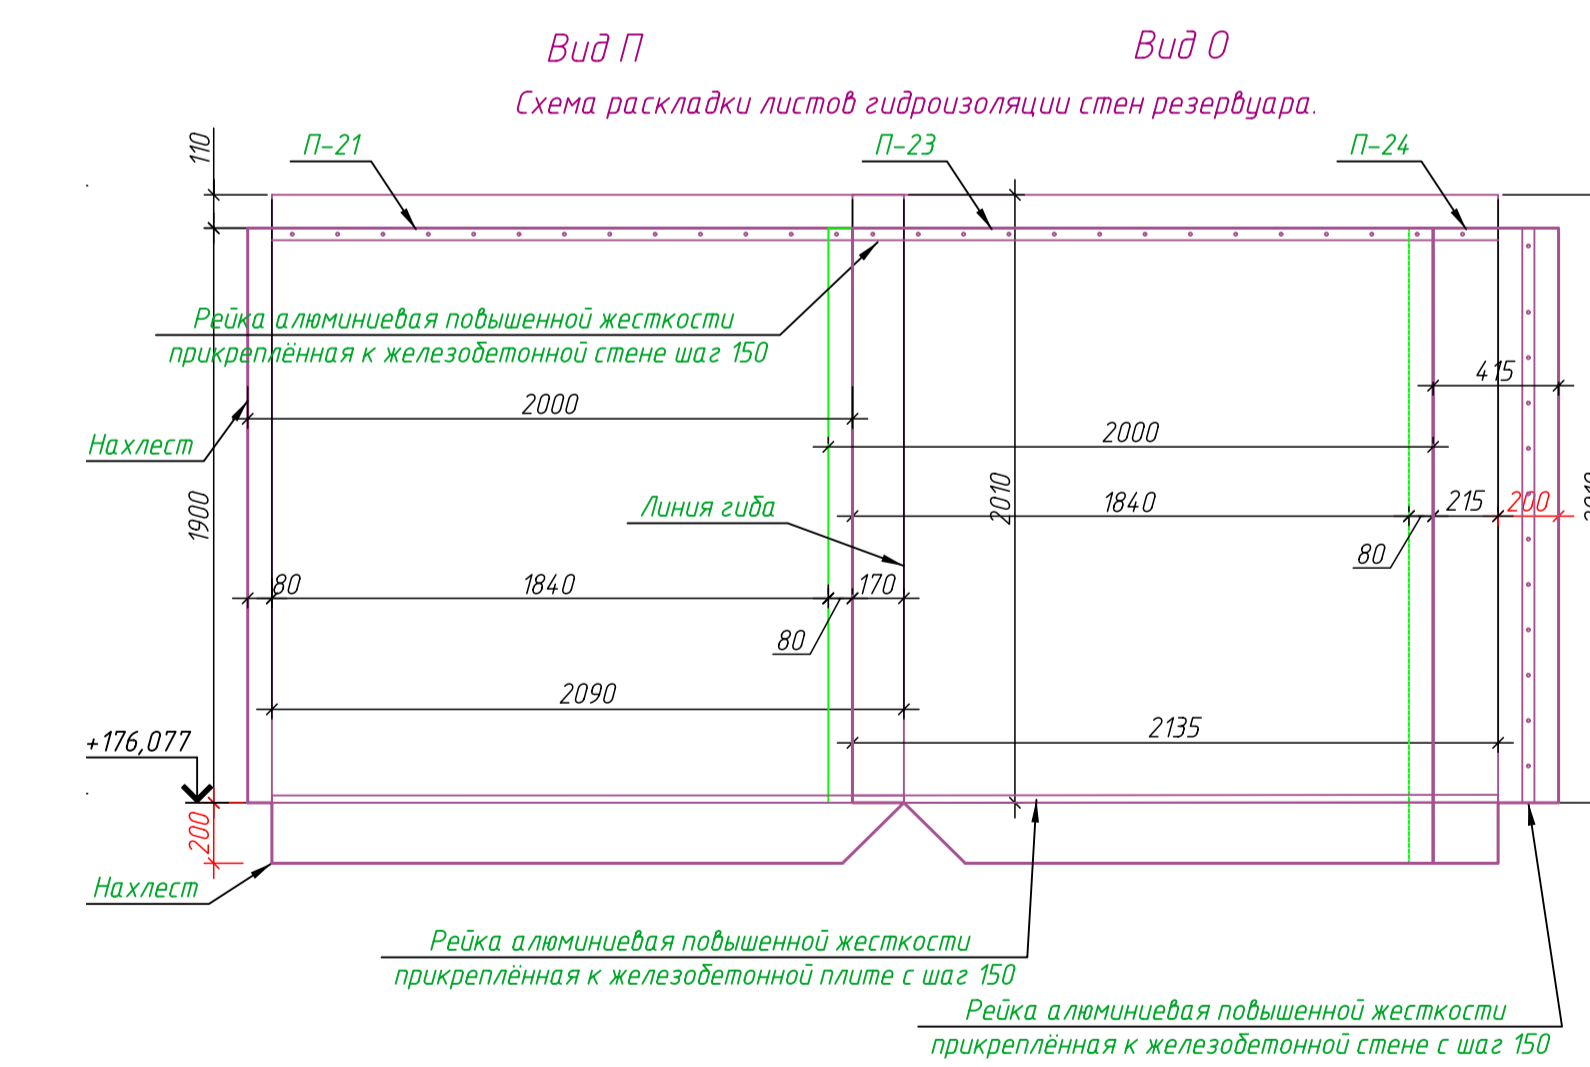 Вид П
Вид О
Схема раскладки листов гидроизоляции стен резервуара.
110
П-21
П-23
П-24
Рейка алюминиевая повышенной жесткости
прикреплённая к железобетонной стене шаг 150
415
2000
2000
Нахлест
1900
Линия гиба
2010
1840
215
200
80
80
1840
170
80
2090
2135
+176,077
200
Нахлест
Рейка алюминиевая повышенной жесткости
прикреплённая к железобетонной плите с шаг 150
Рейка алюминиевая повышенной жесткости
прикреплённая к железобетонной стене с шаг 150